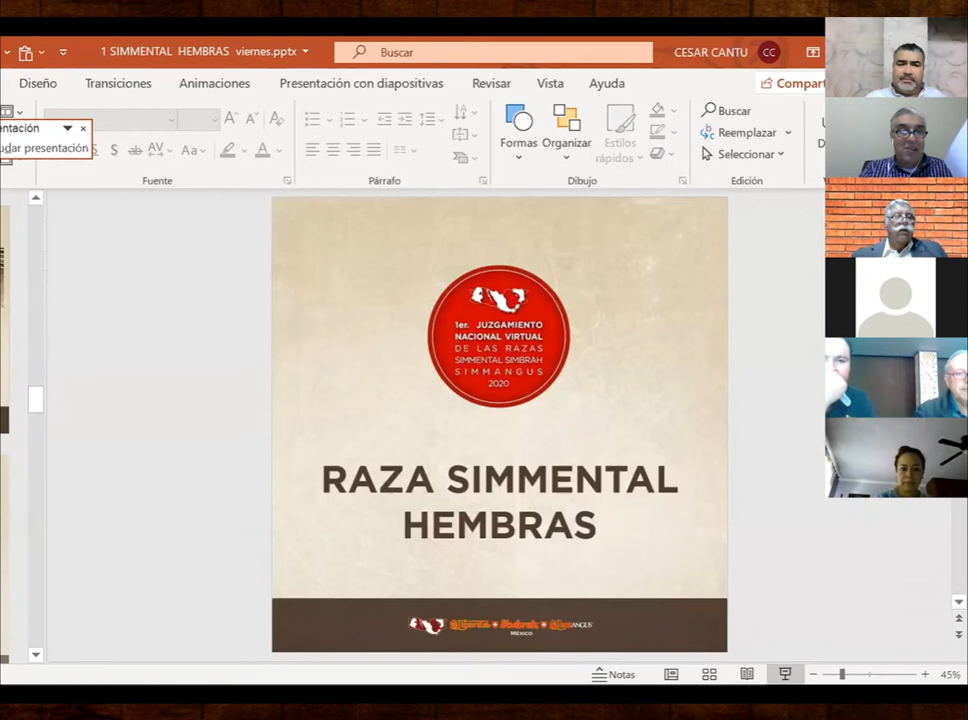 1 SIMMENTAL HEMBRAS viernes.pptx
Buscar
CESAR CANTU CC
Diseño Transiciones Animaciones Presentación con diapositivas Revisar Vista Ayuda Compart
entación
udar presentación
Formas Organizar Estilos rápidos
Buscar
Reemplazar
Seleccionar
Fuente Párrafo Dibujo Edición
1er. JUZGAMIENTO
NACIONAL VIRTUAL
DE LAS RAZAS
SIMMENTAL SIMBRAH
SIMMANGUS
2020
RAZA SIMMENTAL
HEMBRAS
MÉXICO
Notas 45%